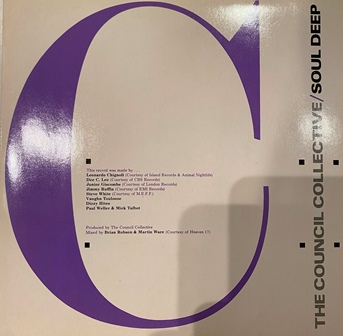 C
THE COUNCIL COLLECTIVE/SOUL DEEP
This record was made by
Leonardo Chignoli (Courtesy of Island Records & Animal Nightlife)
Dee C. Lee (Courtesy of CBS Records)
Junior Giscombe (Courtesy of London Records)
Jimmy Ruffin (Courtesy of EMI Records)
Steve White (Courtesy of M.E.E.F.)
Vaughn Toulouse
Dizzy Hites
Paul Weller & Mick Talbot
Produced by The Council Collective
Mixed by Brian Robson & Martin Ware (Courtesy of Heaven 17)